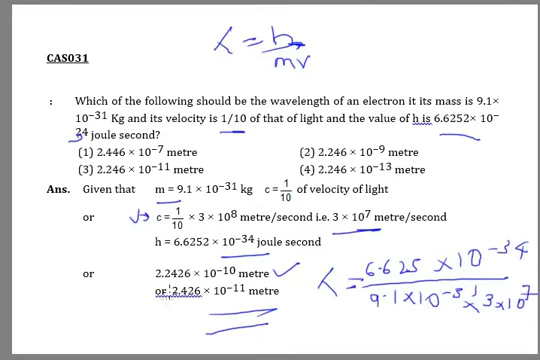 λ = h/mv
CAS031
: Which of the following should be the wavelength of an electron it its mass is 9.1×
10⁻³¹ Kg and its velocity is 1/10 of that of light and the value of h is 6.6252× 10⁻
³⁴ joule second?
(1) 2.446 × 10⁻⁷ metre (2) 2.246 × 10⁻⁹ metre
(3) 2.246 × 10⁻¹¹ metre (4) 2.246 × 10⁻¹³ metre
Ans. Given that m = 9.1 × 10⁻³¹ kg c = 1/10 of velocity of light
or c = 1/10 × 3 × 10⁸ metre/second i.e. 3 × 10⁷ metre/second
h = 6.6252 × 10⁻³⁴ joule second
or 2.2426 × 10⁻¹⁰ metre
or 2.426 × 10⁻¹¹ metre
λ = 6.625 × 10⁻³⁴ / 9.1 × 10⁻³¹ × 3 × 10⁷